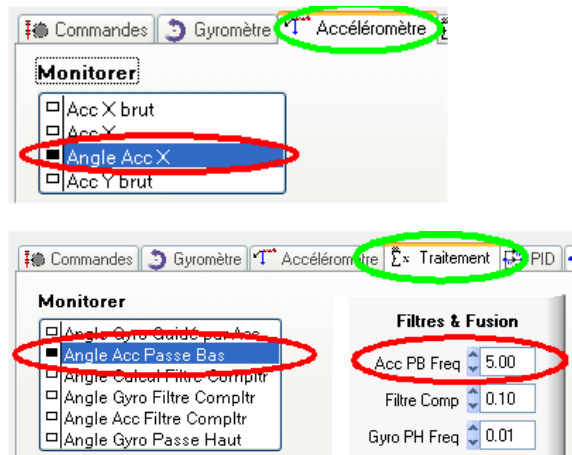 Commandes Gyromètre Accéléromètre
Monitorer
Acc X brut
Acc X
Angle Acc X
Acc Y brut
Commandes Gyromètre Accéléromètre Σx Traitement PID
Monitorer
Angle Gyro Guidé par Acc
Angle Acc Passe Bas
Angle Calcul Filtre Compltr
Angle Gyro Filtre Compltr
Angle Acc Filtre Compltr
Angle Gyro Passe Haut
Filtres & Fusion
Acc PB Freq 5.00
Filtre Comp 0.10
Gyro PH Freq 0.01